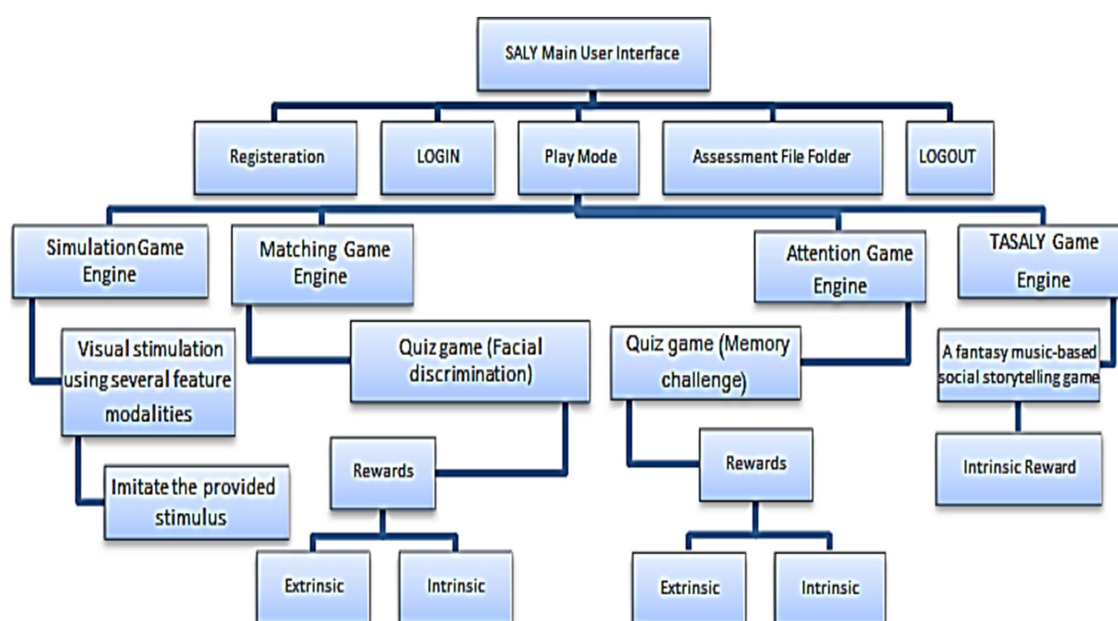 SALY Main User Interface
Registeration
LOGIN
Play Mode
Assessment File Folder
LOGOUT
Simulation Game
Engine
Matching Game
Engine
Attention Game
Engine
TASALY Game
Engine
Visual stimulation
using several feature
modalities
Quiz game (Facial
discrimination)
Quiz game (Memory
challenge)
A fantasy music-based
social storytelling game
Imitate the provided
stimulus
Rewards
Rewards
Intrinsic Reward
Extrinsic
Intrinsic
Extrinsic
Intrinsic